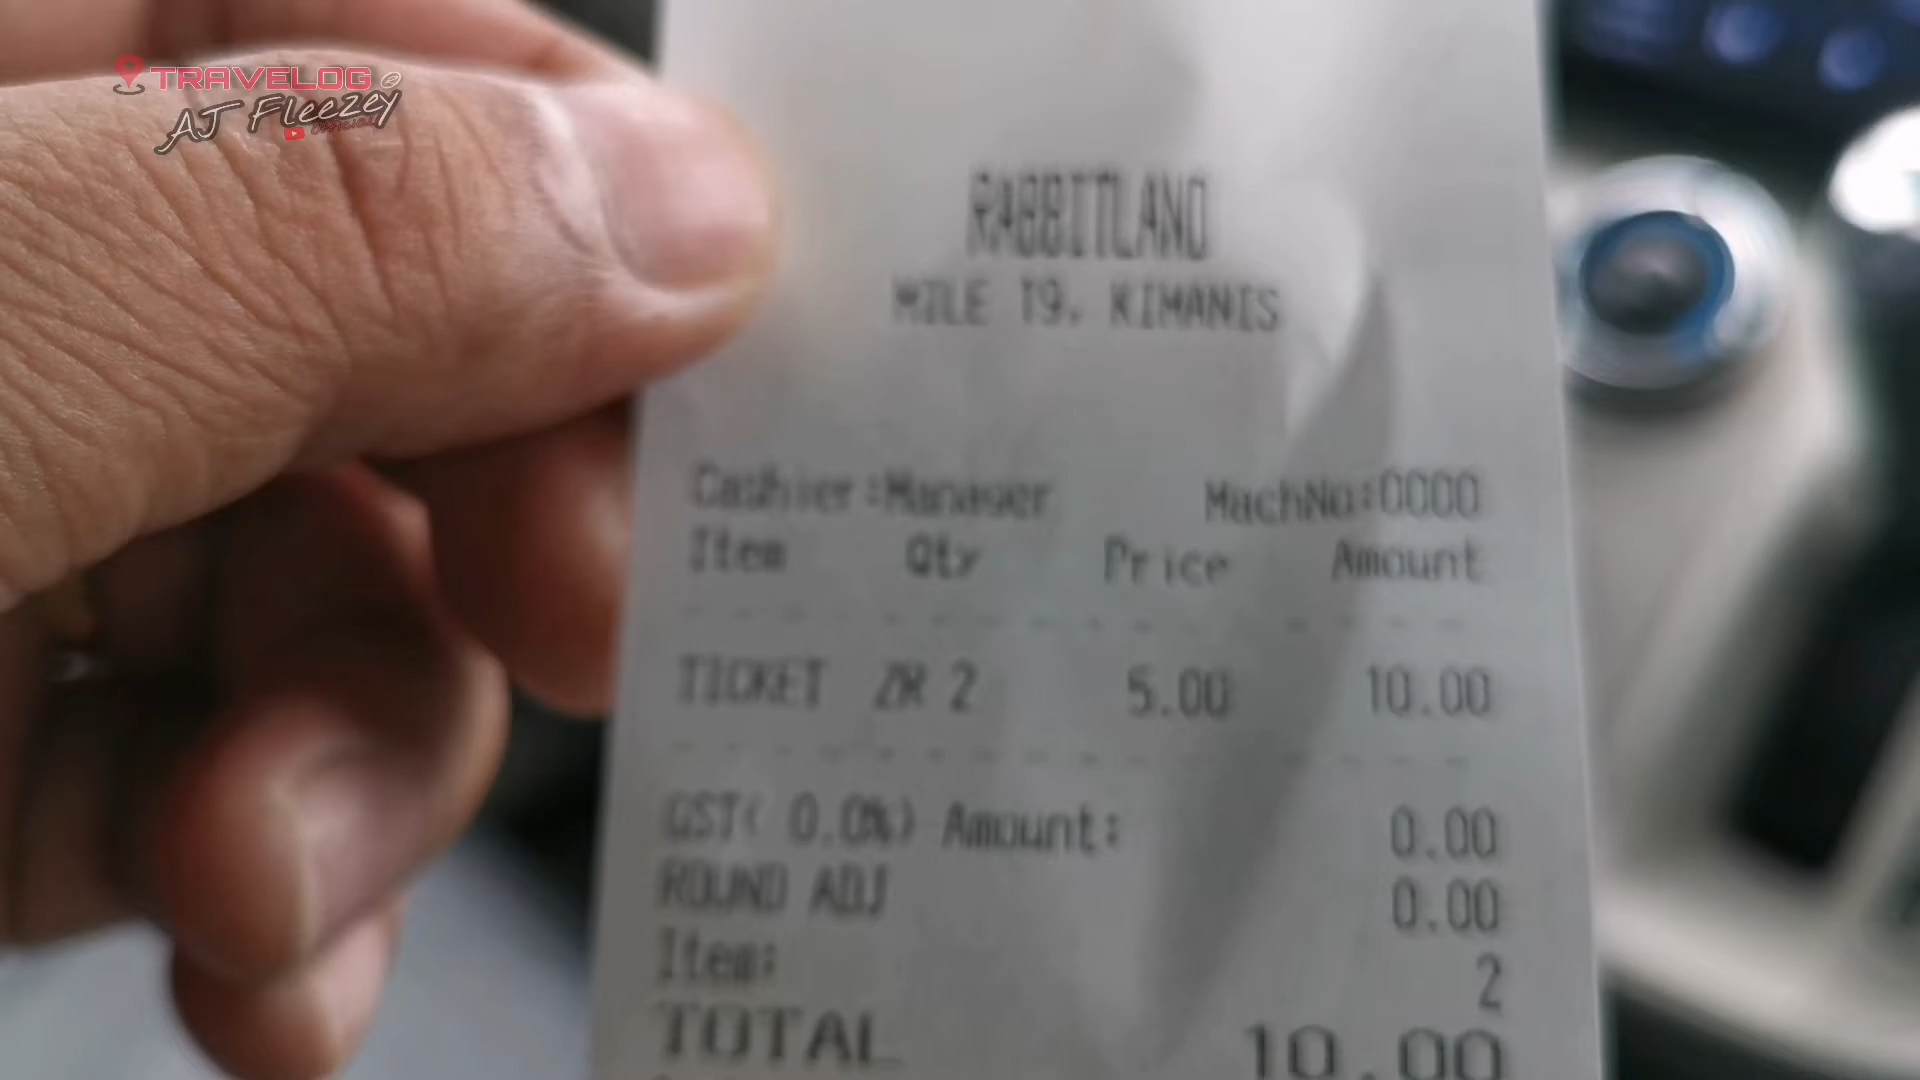 TRAVELOG
AJ Fleezey
RABBITLAND
MILE 19, KIMANIS
Cashier:Manager MachNo:0000
Item Qty Price Amount
TICKET ZR 2 5.00 10.00
GST( 0.0%) Amount: 0.00
ROUND ADJ 0.00
Item: 2
TOTAL 10.00